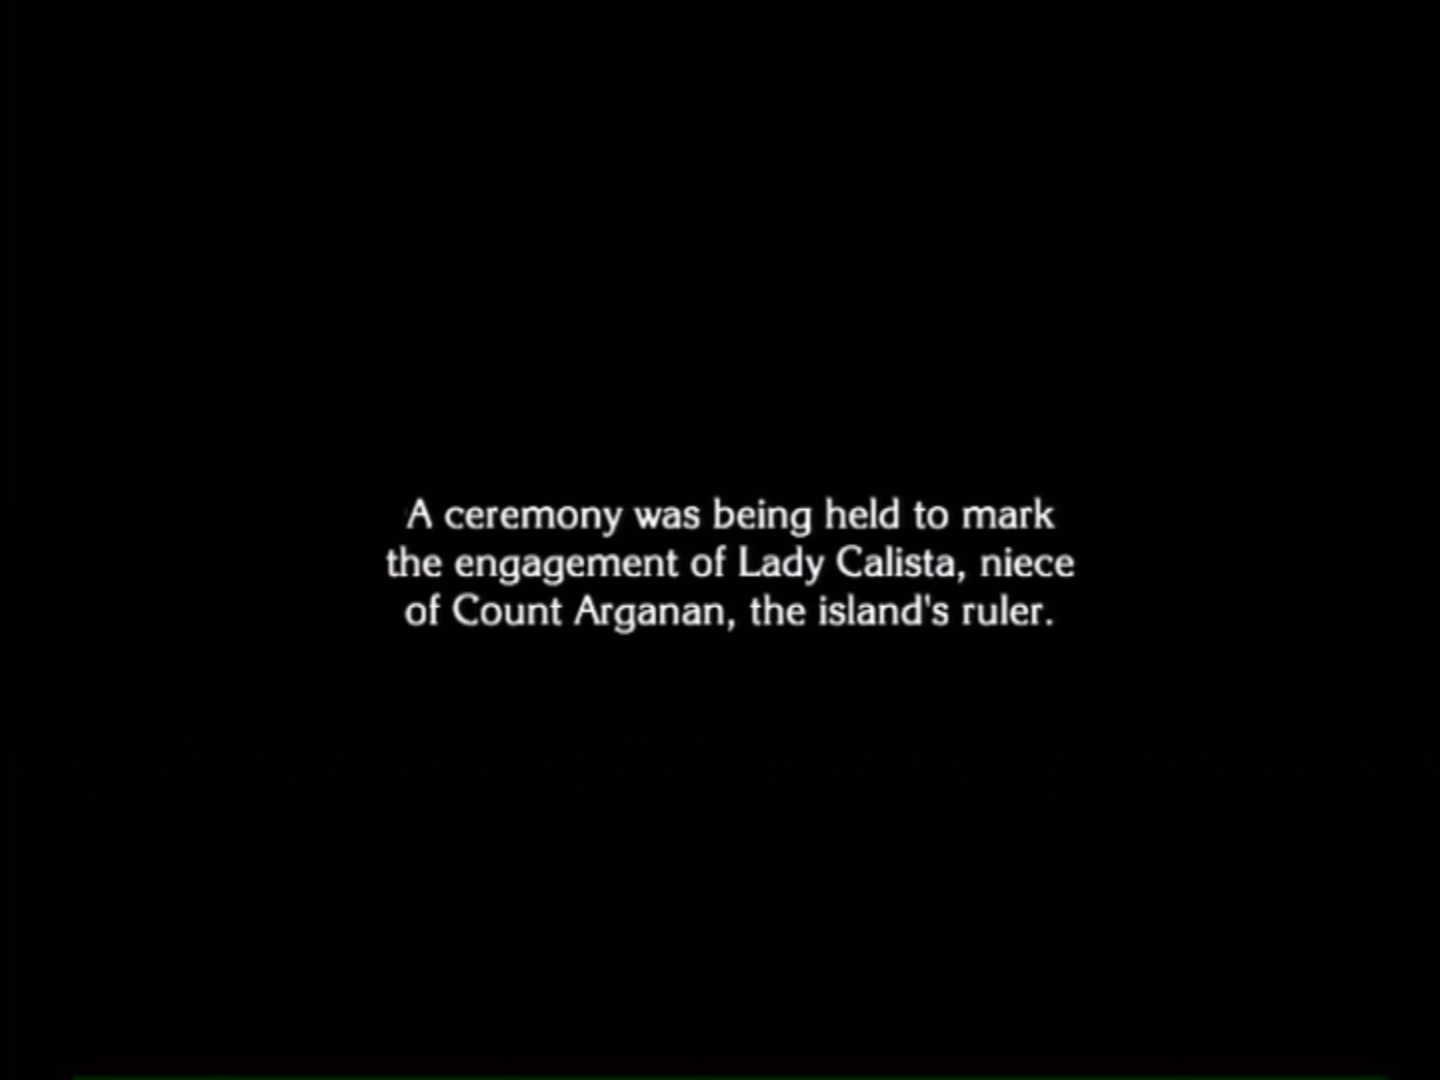 A ceremony was being held to mark
the engagement of Lady Calista, niece
of Count Arganan, the island's ruler.